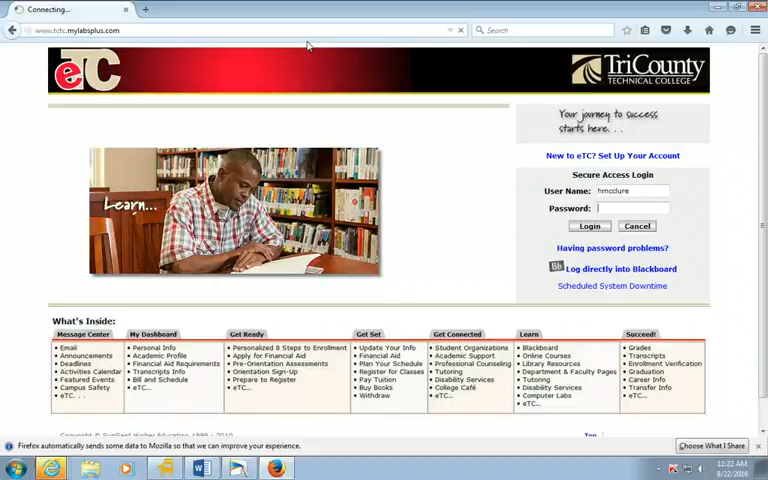 Connecting...
www.tctc.mylabsplus.com
Search
eTC
TriCounty
TECHNICAL COLLEGE
Your journey to success
starts here. . .
New to eTC? Set Up Your Account
Secure Access Login
User Name: hmcclure
Password:
Login Cancel
Having password problems?
Bb Log directly into Blackboard
Scheduled System Downtime
Learn...
What's Inside:
Message Center
Email
Announcements
Deadlines
Activities Calendar
Featured Events
Campus Safety
eTC. . .
My Dashboard
Personal Info
Academic Profile
Financial Aid Requirements
Transcripts Info
Bill and Schedule
eTC...
Get Ready
Personalized 8 Steps to Enrollment
Apply for Financial Aid
Pre-Orientation Assessments
Orientation Sign-Up
Prepare to Register
eTC...
Get Set
Update Your Info
Financial Aid
Plan Your Schedule
Register for Classes
Pay Tuition
Buy Books
Withdraw
Get Connected
Student Organizations
Academic Support
Professional Counseling
Tutoring
Disability Services
College Café
eTC...
Learn
Blackboard
Online Courses
Library Resources
Department & Faculty Pages
Tutoring
Disability Services
Computer Labs
eTC...
Succeed!
Grades
Transcripts
Enrollment Verification
Graduation
Career Info
Transfer Info
eTC...
Copyright © SunGard Higher Education 1998 - 2010.
Top
Firefox automatically sends some data to Mozilla so that we can improve your experience.
Choose What I Share
11:22 AM
8/22/2016